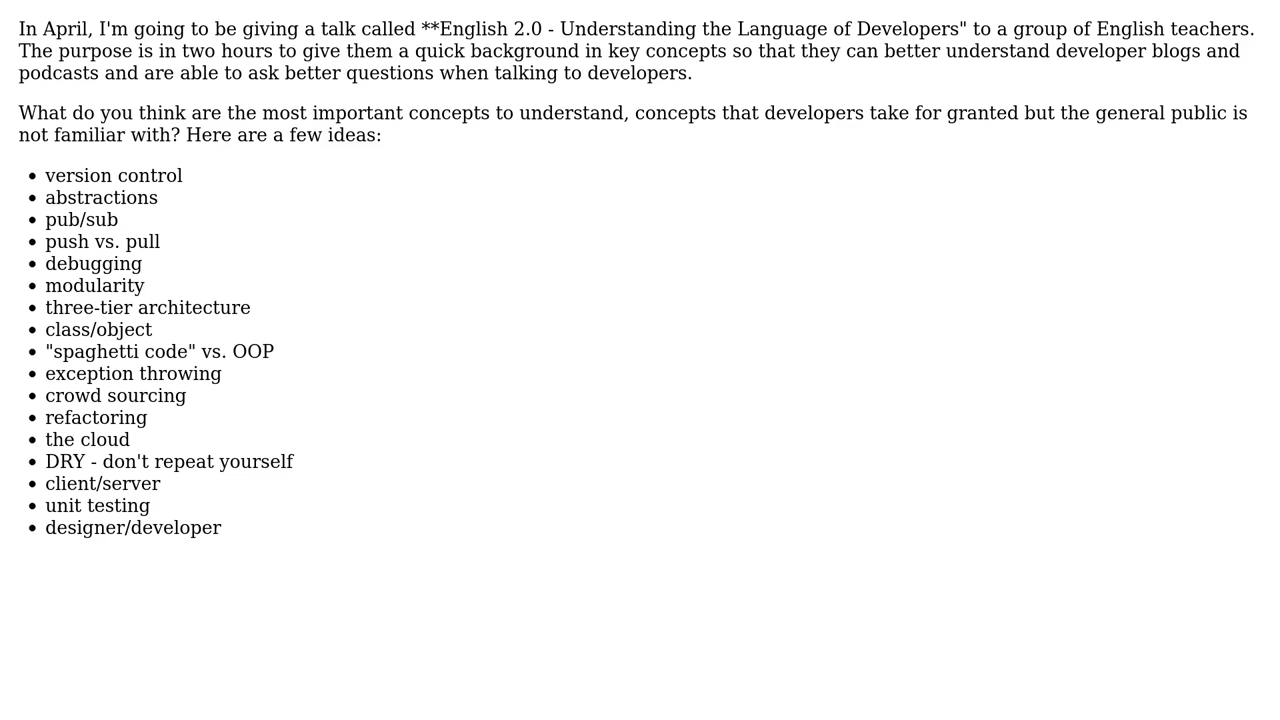 In April, I'm going to be giving a talk called **English 2.0 - Understanding the Language of Developers" to a group of English teachers.
The purpose is in two hours to give them a quick background in key concepts so that they can better understand developer blogs and
podcasts and are able to ask better questions when talking to developers.
What do you think are the most important concepts to understand, concepts that developers take for granted but the general public is
not familiar with? Here are a few ideas:
• version control
• abstractions
• pub/sub
• push vs. pull
• debugging
• modularity
• three-tier architecture
• class/object
• "spaghetti code" vs. OOP
• exception throwing
• crowd sourcing
• refactoring
• the cloud
• DRY - don't repeat yourself
• client/server
• unit testing
• designer/developer